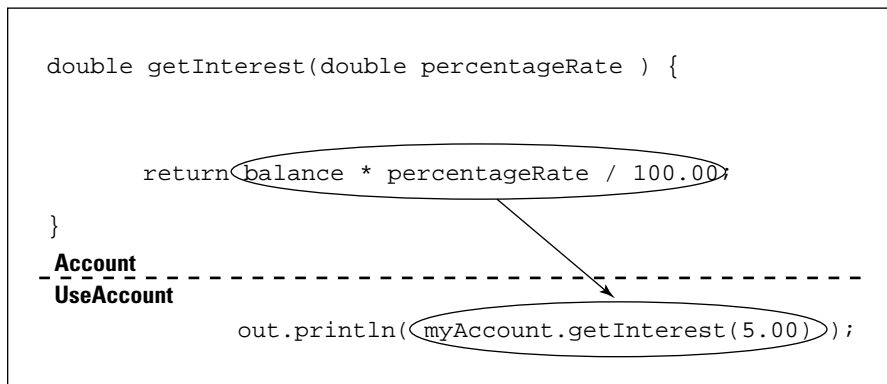 double getInterest(double percentageRate ) {
return balance * percentageRate / 100.00;
}
Account
UseAccount
out.println( myAccount.getInterest(5.00) );